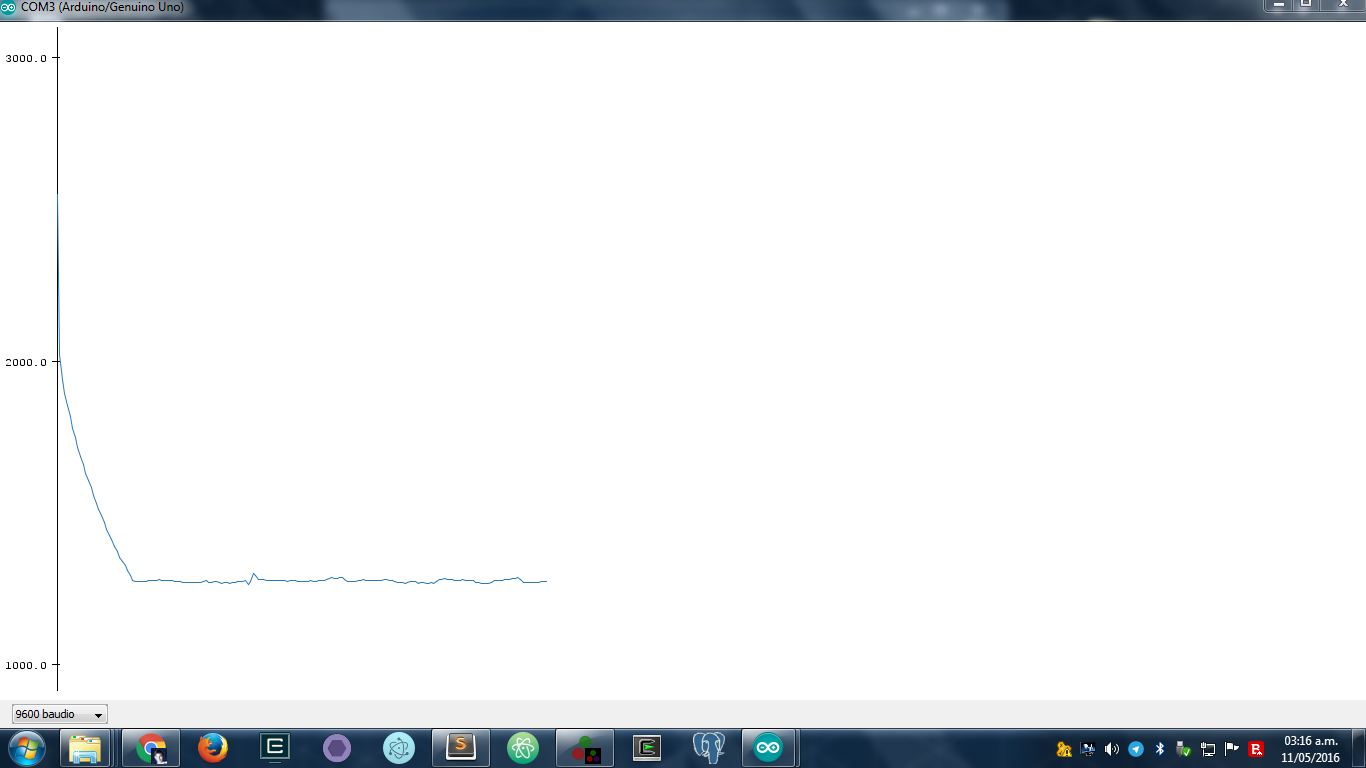 COM3 (Arduino/Genuino Uno)
3000.0
2000.0
1000.0
9600 baudio
03:16 a.m.
11/05/2016